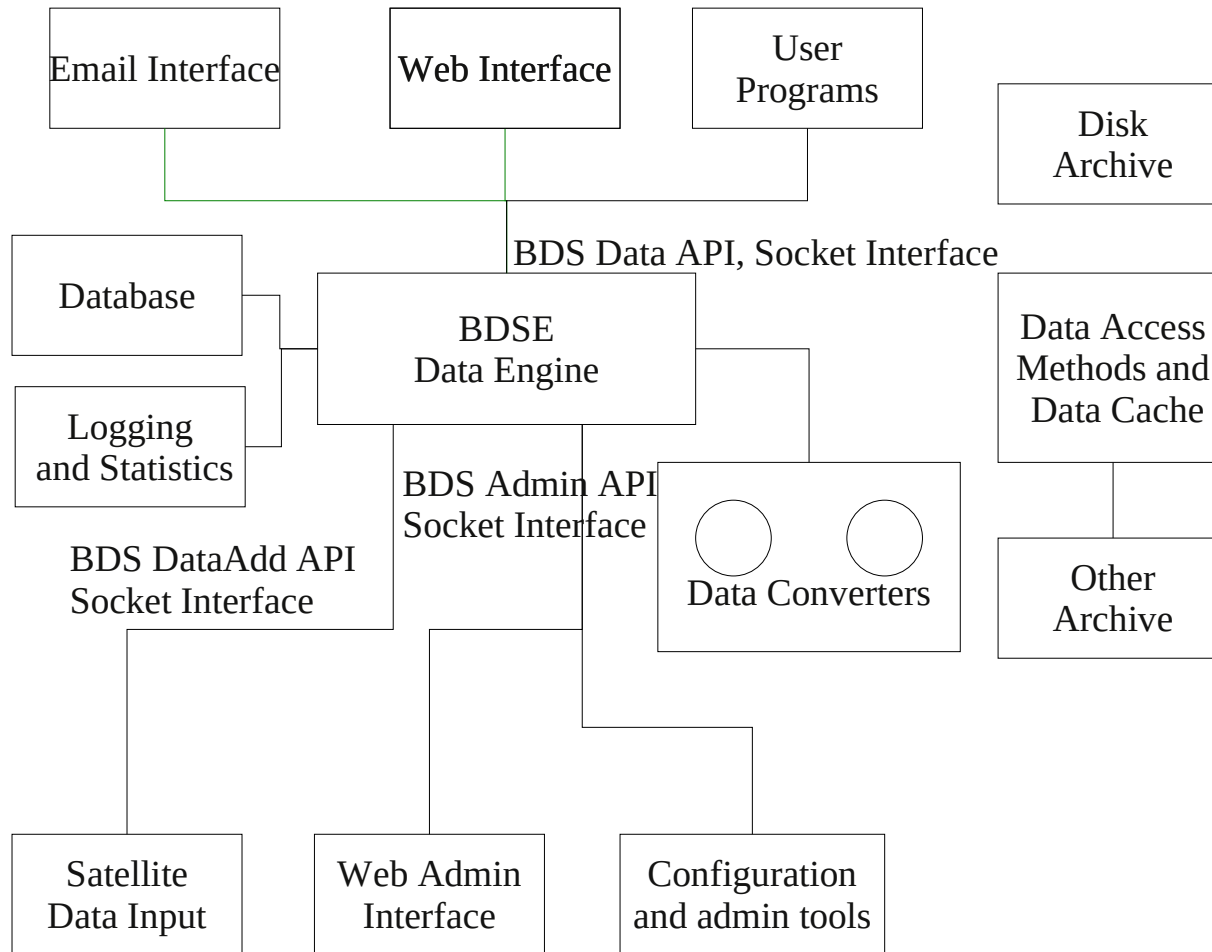 Email Interface
Web Interface
User
Programs
Disk
Archive
BDS Data API, Socket Interface
Database
BDSE
Data Engine
Data Access
Methods and
Data Cache
Logging
and Statistics
BDS Admin API
Socket Interface
BDS DataAdd API
Socket Interface
Data Converters
Other
Archive
Satellite
Data Input
Web Admin
Interface
Configuration
and admin tools